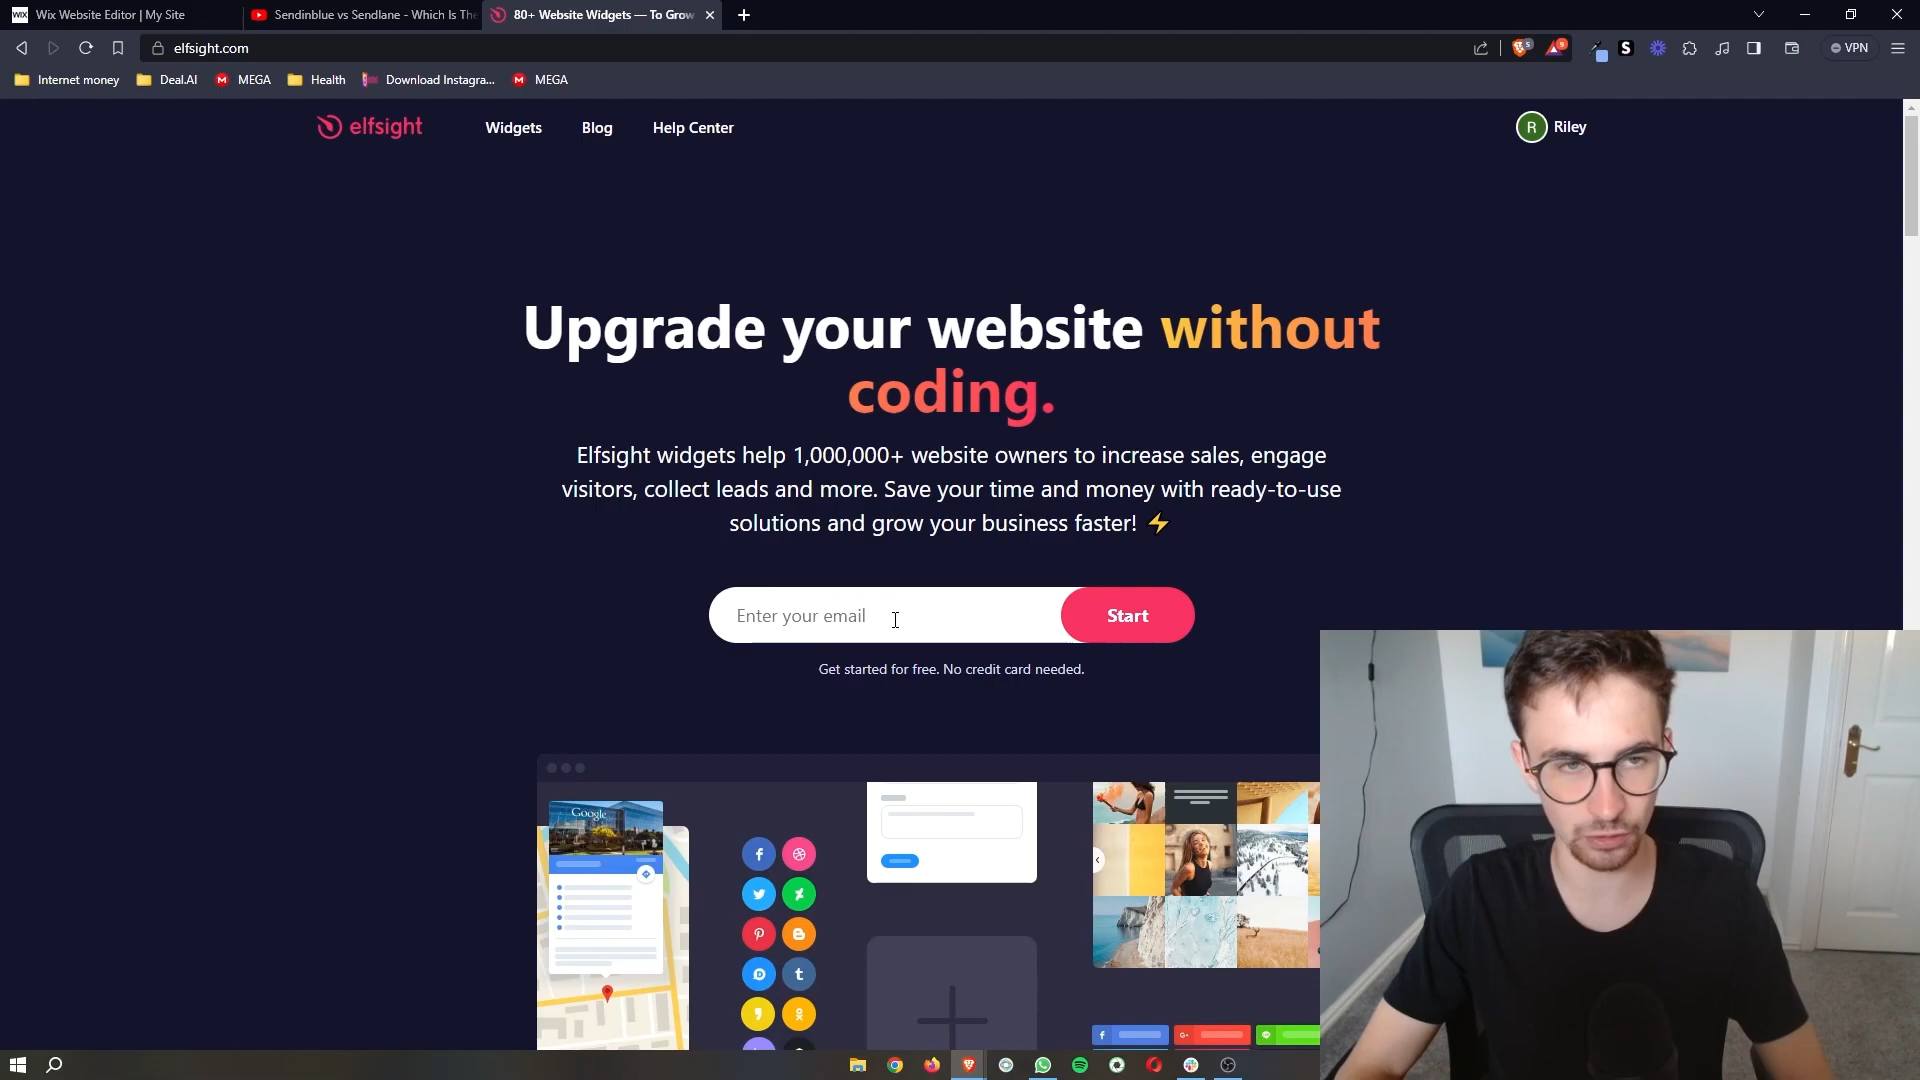 Wix Website Editor | My Site
Sendinblue vs Sendlane - Which Is The
80+ Website Widgets — To Grow
elfsight.com
VPN
Internet money
Deal.AI
MEGA
Health
Download Instagra...
MEGA
elfsight
Widgets
Blog
Help Center
R
Riley
Upgrade your website without
coding.
Elfsight widgets help 1,000,000+ website owners to increase sales, engage
visitors, collect leads and more. Save your time and money with ready-to-use
solutions and grow your business faster! ⚡
Enter your email
Start
Get started for free. No credit card needed.
Google